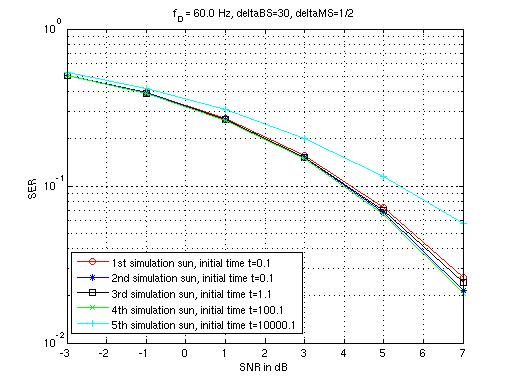 f_D = 60.0 Hz, deltaBS=30, deltaMS=1/2
10^0
10^-1
10^-2
SER
1st simulation sun, initial time t=0.1
2nd simulation sun, initial time t=0.1
3rd simulation sun, initial time t=1.1
4th simulation sun, initial time t=100.1
5th simulation sun, initial time t=10000.1
-3 -2 -1 0 1 2 3 4 5 6 7
SNR in dB